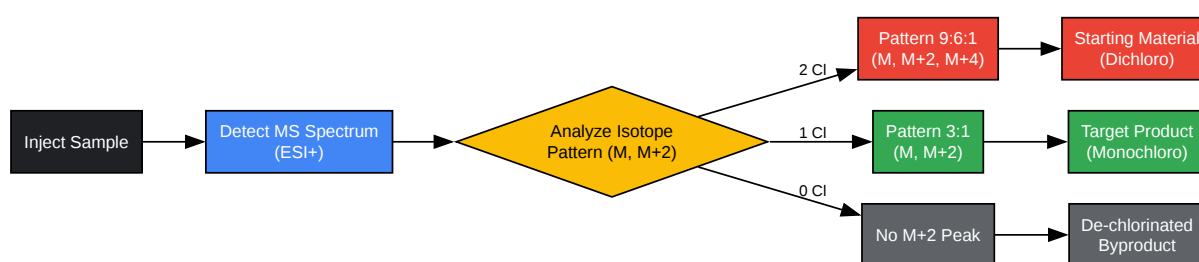 Inject Sample
Detect MS Spectrum
(ESI+)
Analyze Isotope
Pattern (M, M+2)
2 Cl
Pattern 9:6:1
(M, M+2, M+4)
Starting Material
(Dichloro)
1 Cl
Pattern 3:1
(M, M+2)
Target Product
(Monochloro)
0 Cl
No M+2 Peak
De-chlorinated
Byproduct